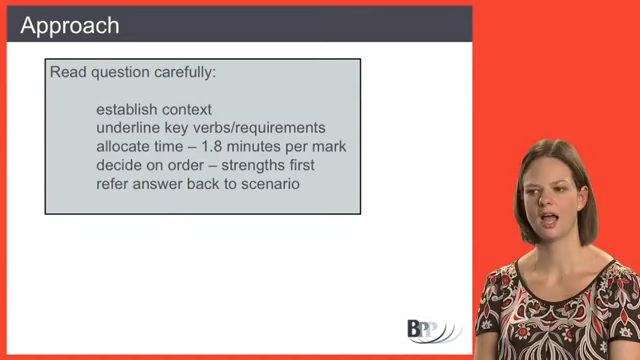 Approach
Read question carefully:
establish context
underline key verbs/requirements
allocate time – 1.8 minutes per mark
decide on order – strengths first
refer answer back to scenario
BPP